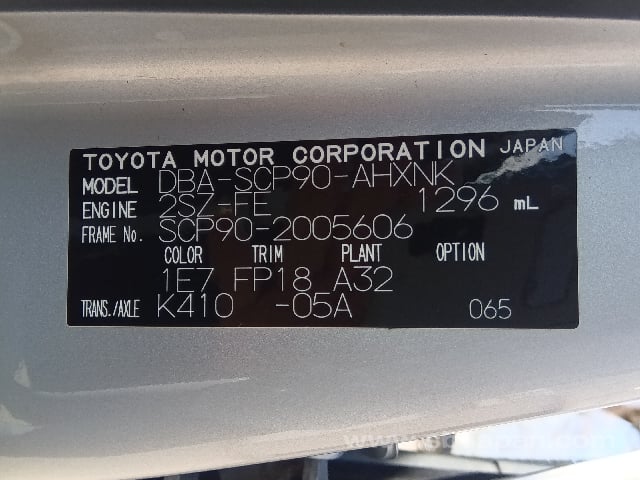 TOYOTA MOTOR CORPORATION JAPAN
MODEL DBA-SCP90-AHXNK
ENGINE 2SZ-FE 1296 mL
FRAME No. SCP90-2005606
COLOR TRIM PLANT OPTION
1E7 FP18 A32
TRANS./AXLE K410 -05A 065